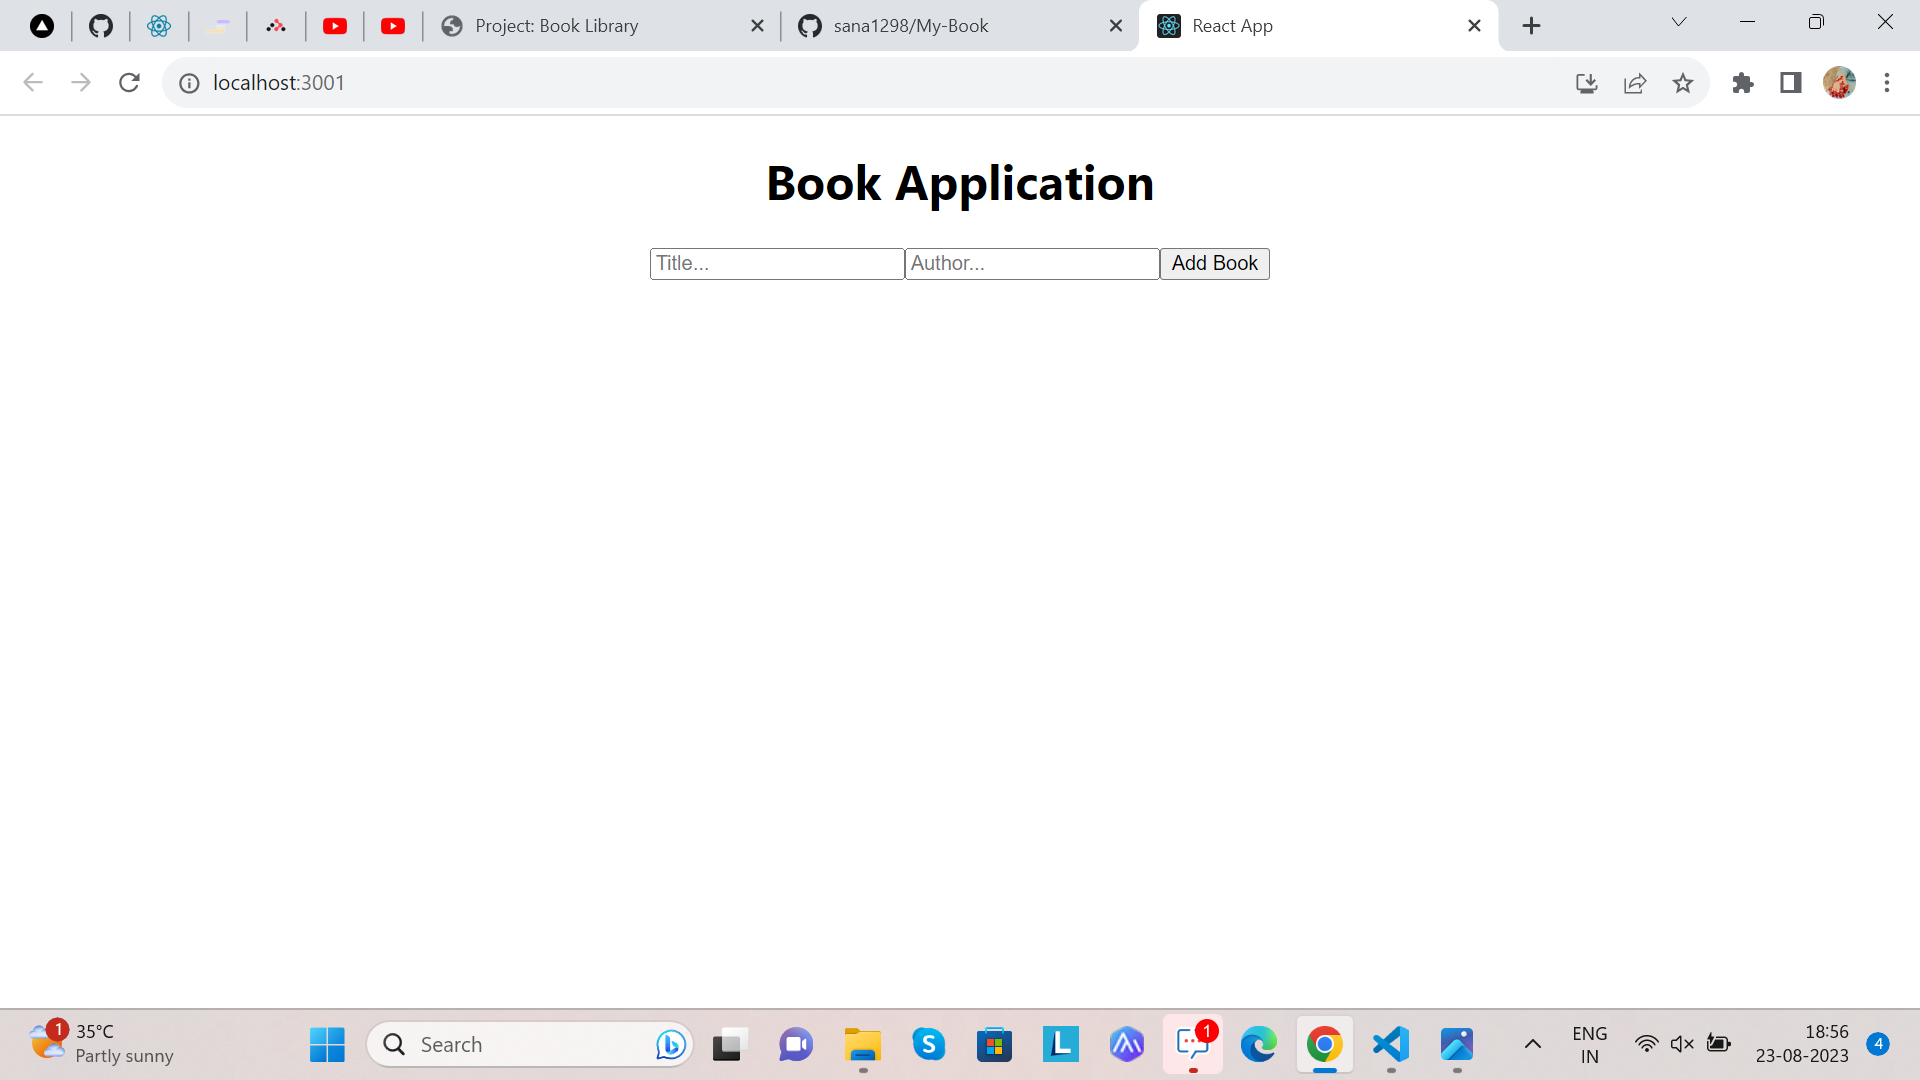 Project: Book Library
sana1298/My-Book
React App
localhost:3001
Book Application
Title...
Author...
Add Book
1
35°C
Partly sunny
Search
S
L
1
ENG
IN
18:56
23-08-2023
4